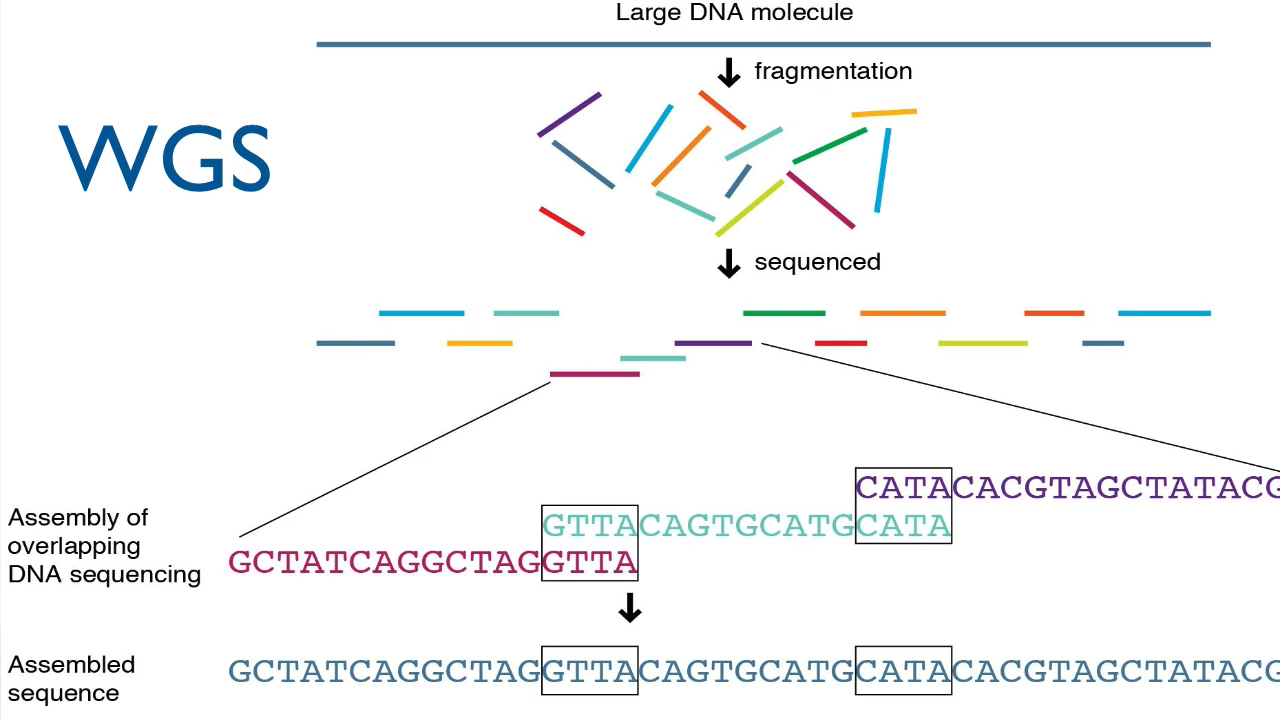 Large DNA molecule
fragmentation
WGS
sequenced
CATACACGTAGCTATACG
GTTACAGTGCATGCATA
Assembly of
overlapping
DNA sequencing
GCTATCAGGCTAGGTTA
Assembled
sequence
GCTATCAGGCTAGGTTACAGTGCATGCATACACGTAGCTATACG